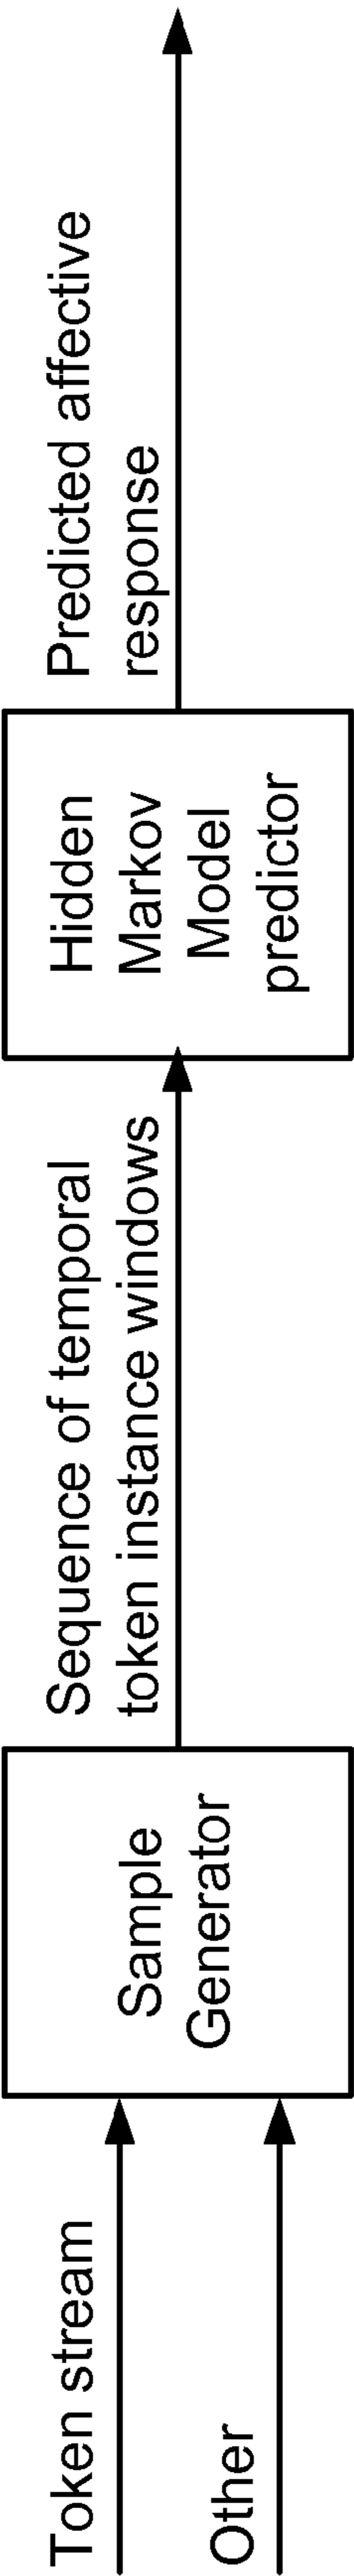 Token stream
Other
Sample
Generator
Sequence of temporal
token instance windows
Hidden
Markov
Model
predictor
Predicted affective
response